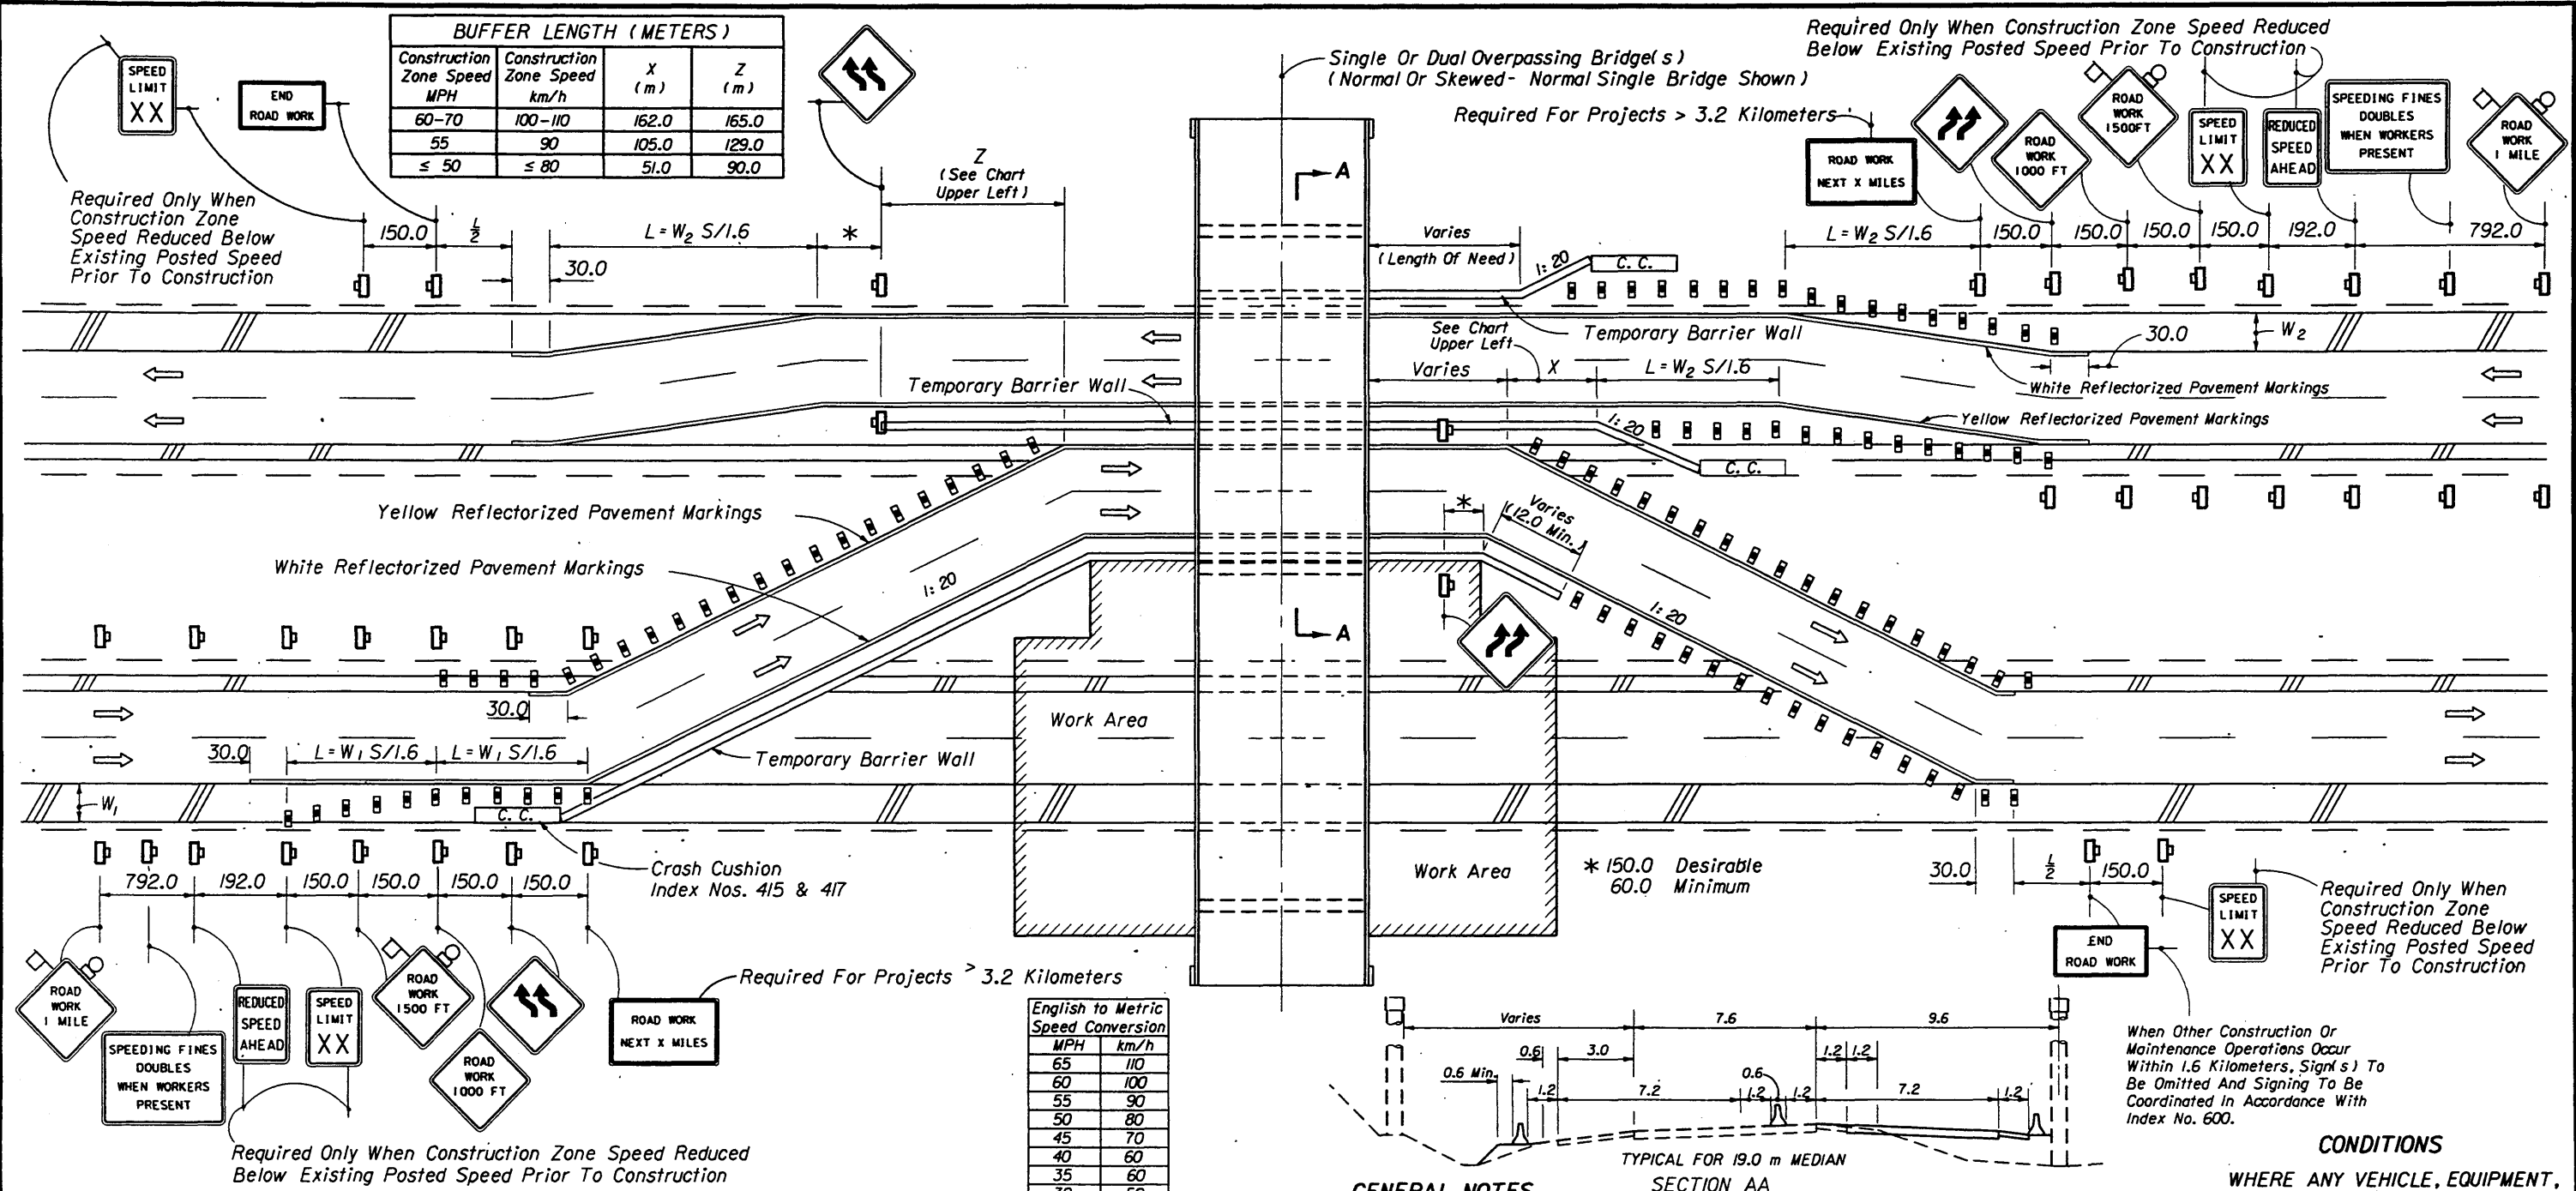 BUFFER LENGTH ( METERS )
Construction Zone Speed MPH
Construction Zone Speed km/h
X (m)
Z (m)
60-70 100-110 162.0 165.0
55 90 105.0 129.0
≤ 50 ≤ 80 51.0 90.0
SPEED
LIMIT
XX
END
ROAD WORK
Required Only When
Construction Zone
Speed Reduced Below
Existing Posted Speed
Prior To Construction
150.0
L/2
L = W2 S/1.6
*
30.0
Z
(See Chart
Upper Left)
Single Or Dual Overpassing Bridge(s)
(Normal Or Skewed- Normal Single Bridge Shown)
Required For Projects > 3.2 Kilometers
Required Only When Construction Zone Speed Reduced
Below Existing Posted Speed Prior To Construction
ROAD WORK
NEXT X MILES
ROAD
WORK
1000 FT
ROAD
WORK
1500FT
SPEED
LIMIT
XX
REDUCED
SPEED
AHEAD
SPEEDING FINES
DOUBLES
WHEN WORKERS
PRESENT
ROAD
WORK
1 MILE
A
Varies
(Length Of Need)
L = W2 S/1.6
150.0
150.0
150.0
150.0
192.0
792.0
1: 20
C. C.
Temporary Barrier Wall
See Chart
Upper Left
Varies
X
L = W2 S/1.6
30.0
W2
White Reflectorized Pavement Markings
Yellow Reflectorized Pavement Markings
Temporary Barrier Wall
1: 20
C. C.
Yellow Reflectorized Pavement Markings
White Reflectorized Pavement Markings
1: 20
*
Varies
(12.0 Min.)
1: 20
A
30.0
Work Area
30.0
L = W1 S/1.6
L = W1 S/1.6
Temporary Barrier Wall
W1
C. C.
Crash Cushion
Index Nos. 415 & 417
Work Area
* 150.0 Desirable
60.0 Minimum
792.0
192.0
150.0
150.0
150.0
150.0
30.0
L/2
150.0
ROAD
WORK
1 MILE
SPEEDING FINES
DOUBLES
WHEN WORKERS
PRESENT
REDUCED
SPEED
AHEAD
SPEED
LIMIT
XX
ROAD
WORK
1500 FT
ROAD
WORK
1000 FT
ROAD WORK
NEXT X MILES
Required For Projects > 3.2 Kilometers
Required Only When Construction Zone Speed Reduced
Below Existing Posted Speed Prior To Construction
English to Metric
Speed Conversion
MPH km/h
65 110
60 100
55 90
50 80
45 70
40 60
35 60
SPEED
LIMIT
XX
END
ROAD WORK
Required Only When
Construction Zone
Speed Reduced Below
Existing Posted Speed
Prior To Construction
When Other Construction Or
Maintenance Operations Occur
Within 1.6 Kilometers, Sign(s) To
Be Omitted And Signing To Be
Coordinated In Accordance With
Index No. 600.
Varies
7.6
9.6
0.6
3.0
1.2
1.2
0.6 Min.
1.2
7.2
0.6
1.2
1.2
7.2
1.2
TYPICAL FOR 19.0 m MEDIAN
SECTION AA
GENERAL NOTES
CONDITIONS
WHERE ANY VEHICLE, EQUIPMENT,